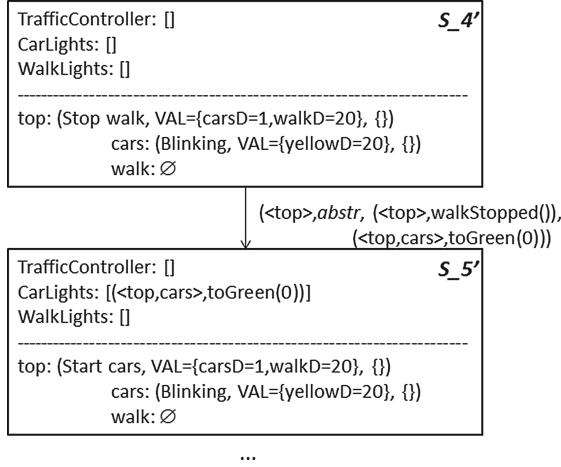 TrafficController: []
S_4’
CarLights: []
WalkLights: []
top: (Stop walk, VAL={carsD=1,walkD=20}, {})
cars: (Blinking, VAL={yellowD=20}, {})
walk: ∅
(<top>,abstr, (<top>,walkStopped()),
(<top,cars>,toGreen(0)))
TrafficController: []
S_5’
CarLights: [(<top,cars>,toGreen(0))]
WalkLights: []
top: (Start cars, VAL={carsD=1,walkD=20}, {})
cars: (Blinking, VAL={yellowD=20}, {})
walk: ∅
...